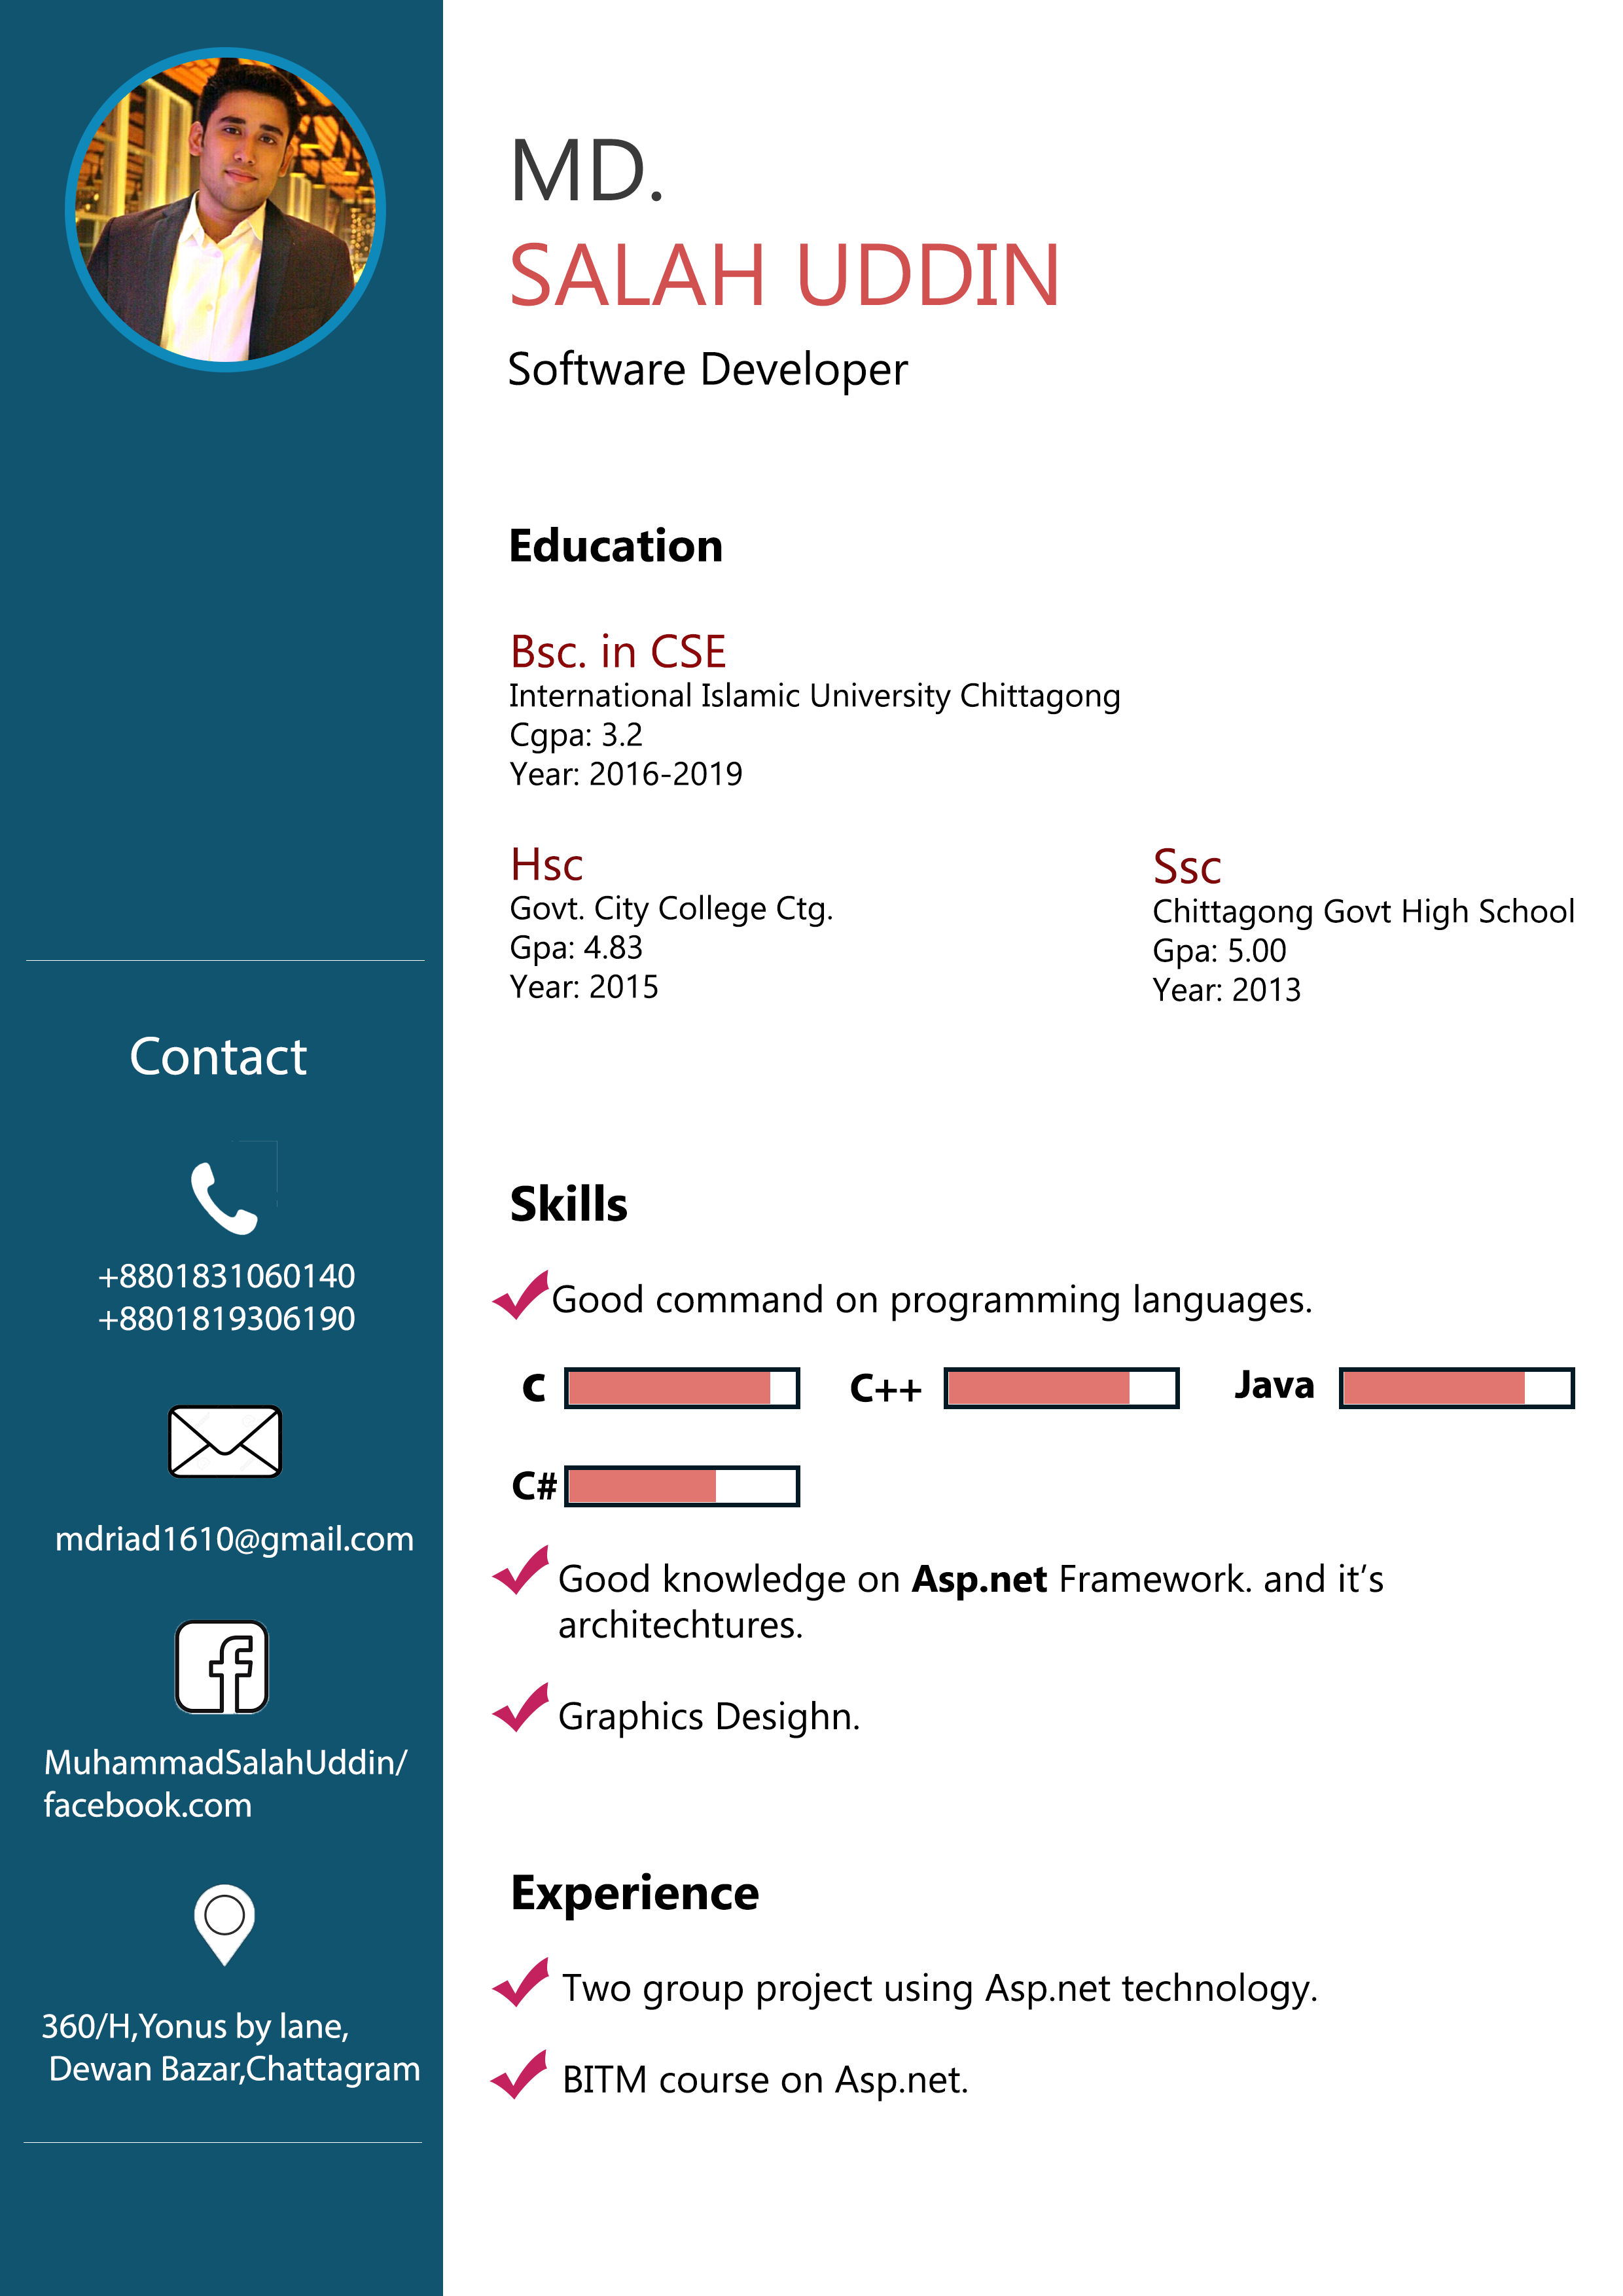 MD.
SALAH UDDIN
Software Developer
Education
Bsc. in CSE
International Islamic University Chittagong
Cgpa: 3.2
Year: 2016-2019
Hsc
Govt. City College Ctg.
Gpa: 4.83
Year: 2015
Ssc
Chittagong Govt High School
Gpa: 5.00
Year: 2013
Skills
Good command on programming languages.
C
C++
Java
C#
Good knowledge on Asp.net Framework. and it’s
architechtures.
Graphics Desighn.
Experience
Two group project using Asp.net technology.
BITM course on Asp.net.
Contact
+8801831060140
+8801819306190
mdriad1610@gmail.com
MuhammadSalahUddin/
facebook.com
360/H,Yonus by lane,
Dewan Bazar,Chattagram